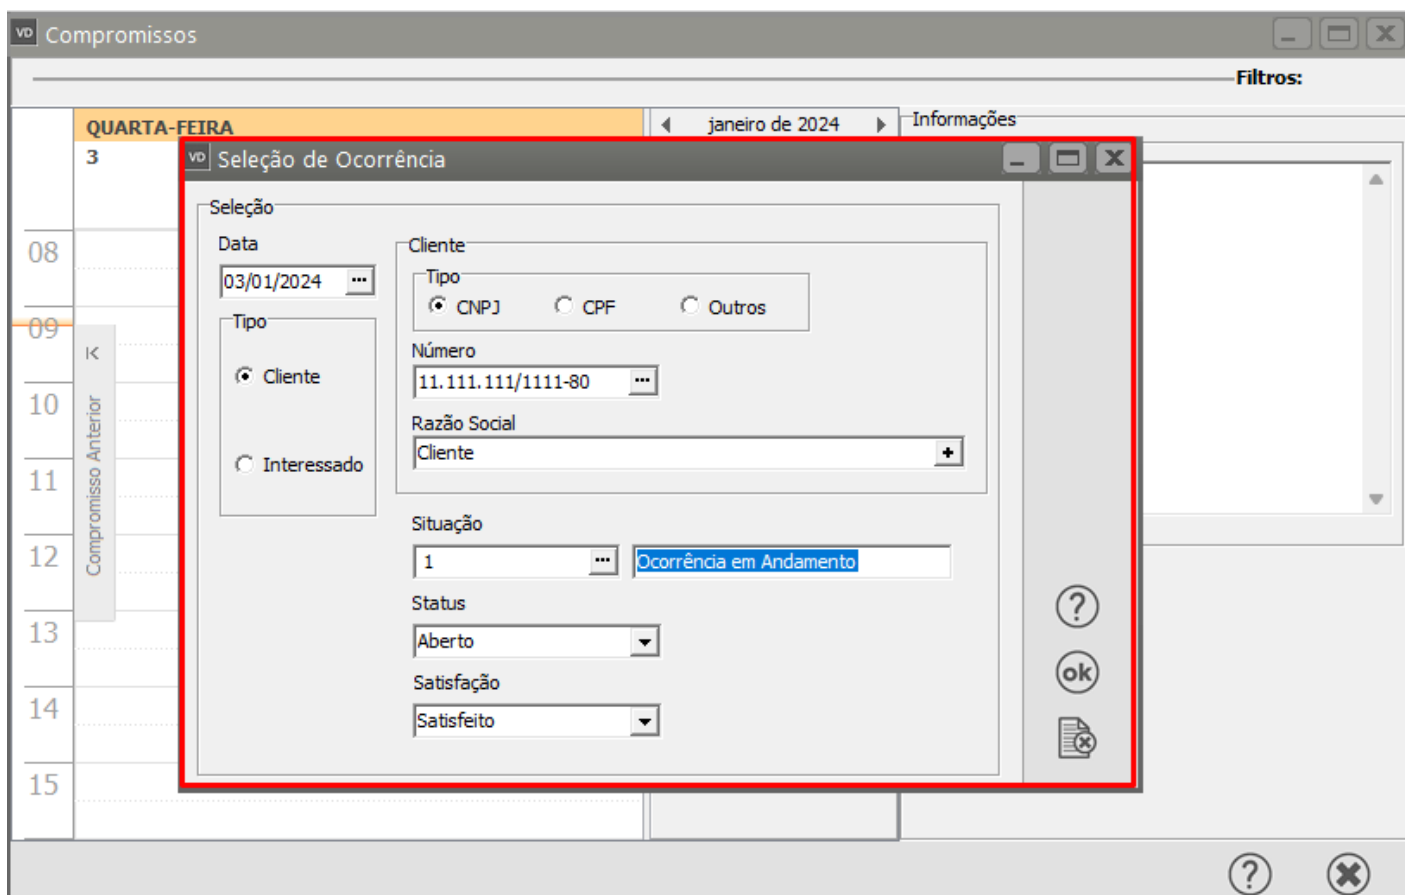 VD Compromissos
Filtros:
QUARTA-FEIRA
3
janeiro de 2024
Informações
VD Seleção de Ocorrência
Seleção
Data
03/01/2024 ...
Tipo
Cliente
Interessado
Cliente
Tipo
CNPJ CPF Outros
Número
11.111.111/1111-80 ...
Razão Social
Cliente +
Situação
1 ... Ocorrência em Andamento
Status
Aberto
Satisfação
Satisfeito
?
ok
08
09
10
11
12
13
14
15
Compromisso Anterior
?